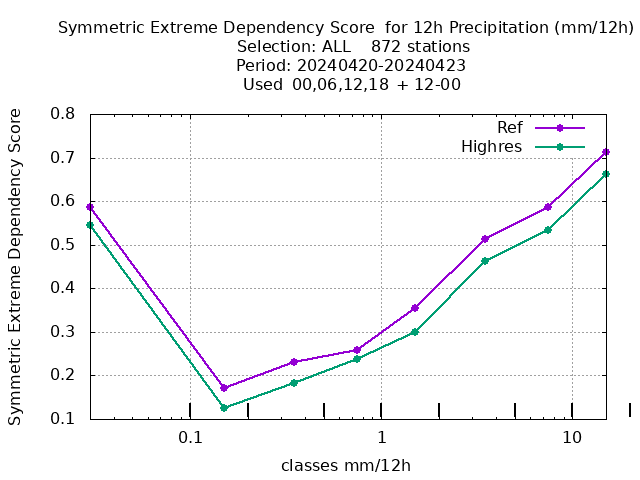 Symmetric Extreme Dependency Score  for 12h Precipitation (mm/12h)
Selection: ALL    872 stations
Period: 20240420-20240423
Used  00,06,12,18  + 12-00
Symmetric Extreme Dependency Score
0.8
0.7
0.6
0.5
0.4
0.3
0.2
0.1
Ref
Highres
0.1
1
10
classes mm/12h